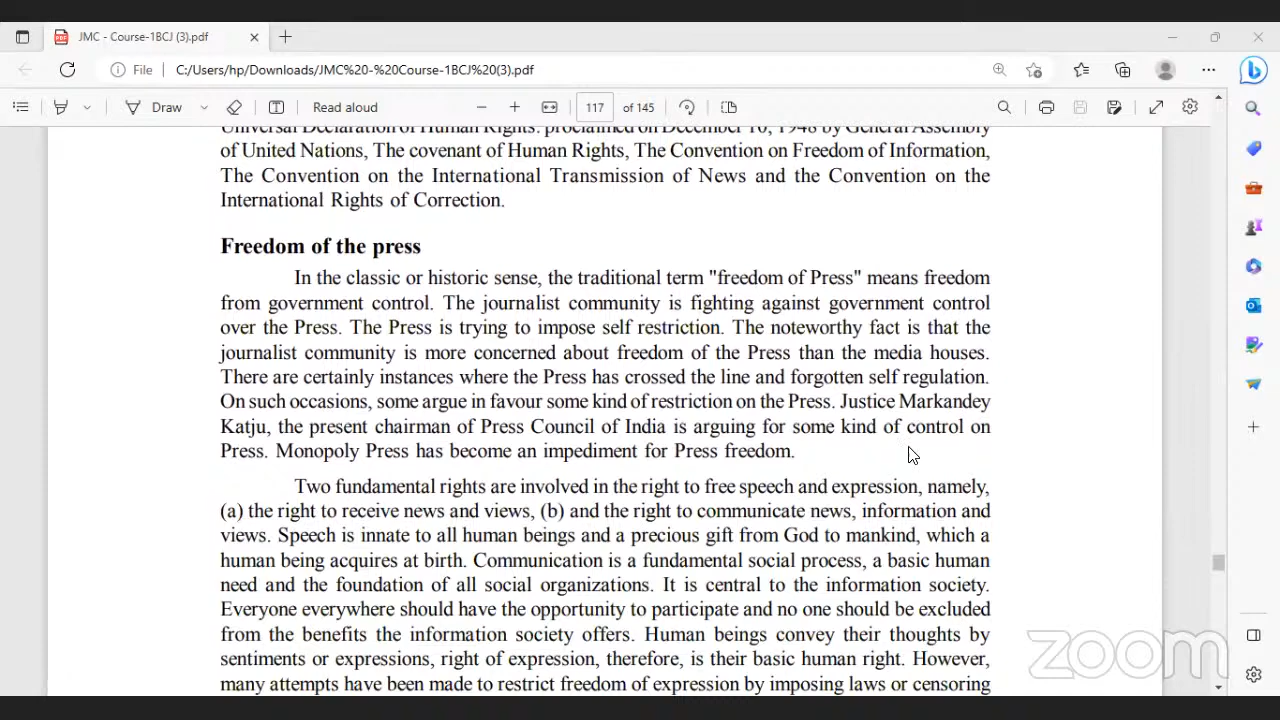 JMC - Course-1BCJ (3).pdf
File
C:/Users/hp/Downloads/JMC%20-%20Course-1BCJ%20(3).pdf
Draw
Read aloud
117
of 145
Universal Declaration of Human Rights. proclaimed on December 10, 1948 by General Assembly
of United Nations, The covenant of Human Rights, The Convention on Freedom of Information,
The Convention on the International Transmission of News and the Convention on the
International Rights of Correction.
Freedom of the press
In the classic or historic sense, the traditional term "freedom of Press" means freedom
from government control. The journalist community is fighting against government control
over the Press. The Press is trying to impose self restriction. The noteworthy fact is that the
journalist community is more concerned about freedom of the Press than the media houses.
There are certainly instances where the Press has crossed the line and forgotten self regulation.
On such occasions, some argue in favour some kind of restriction on the Press. Justice Markandey
Katju, the present chairman of Press Council of India is arguing for some kind of control on
Press. Monopoly Press has become an impediment for Press freedom.
Two fundamental rights are involved in the right to free speech and expression, namely,
(a) the right to receive news and views, (b) and the right to communicate news, information and
views. Speech is innate to all human beings and a precious gift from God to mankind, which a
human being acquires at birth. Communication is a fundamental social process, a basic human
need and the foundation of all social organizations. It is central to the information society.
Everyone everywhere should have the opportunity to participate and no one should be excluded
from the benefits the information society offers. Human beings convey their thoughts by
sentiments or expressions, right of expression, therefore, is their basic human right. However,
many attempts have been made to restrict freedom of expression by imposing laws or censoring
zoom